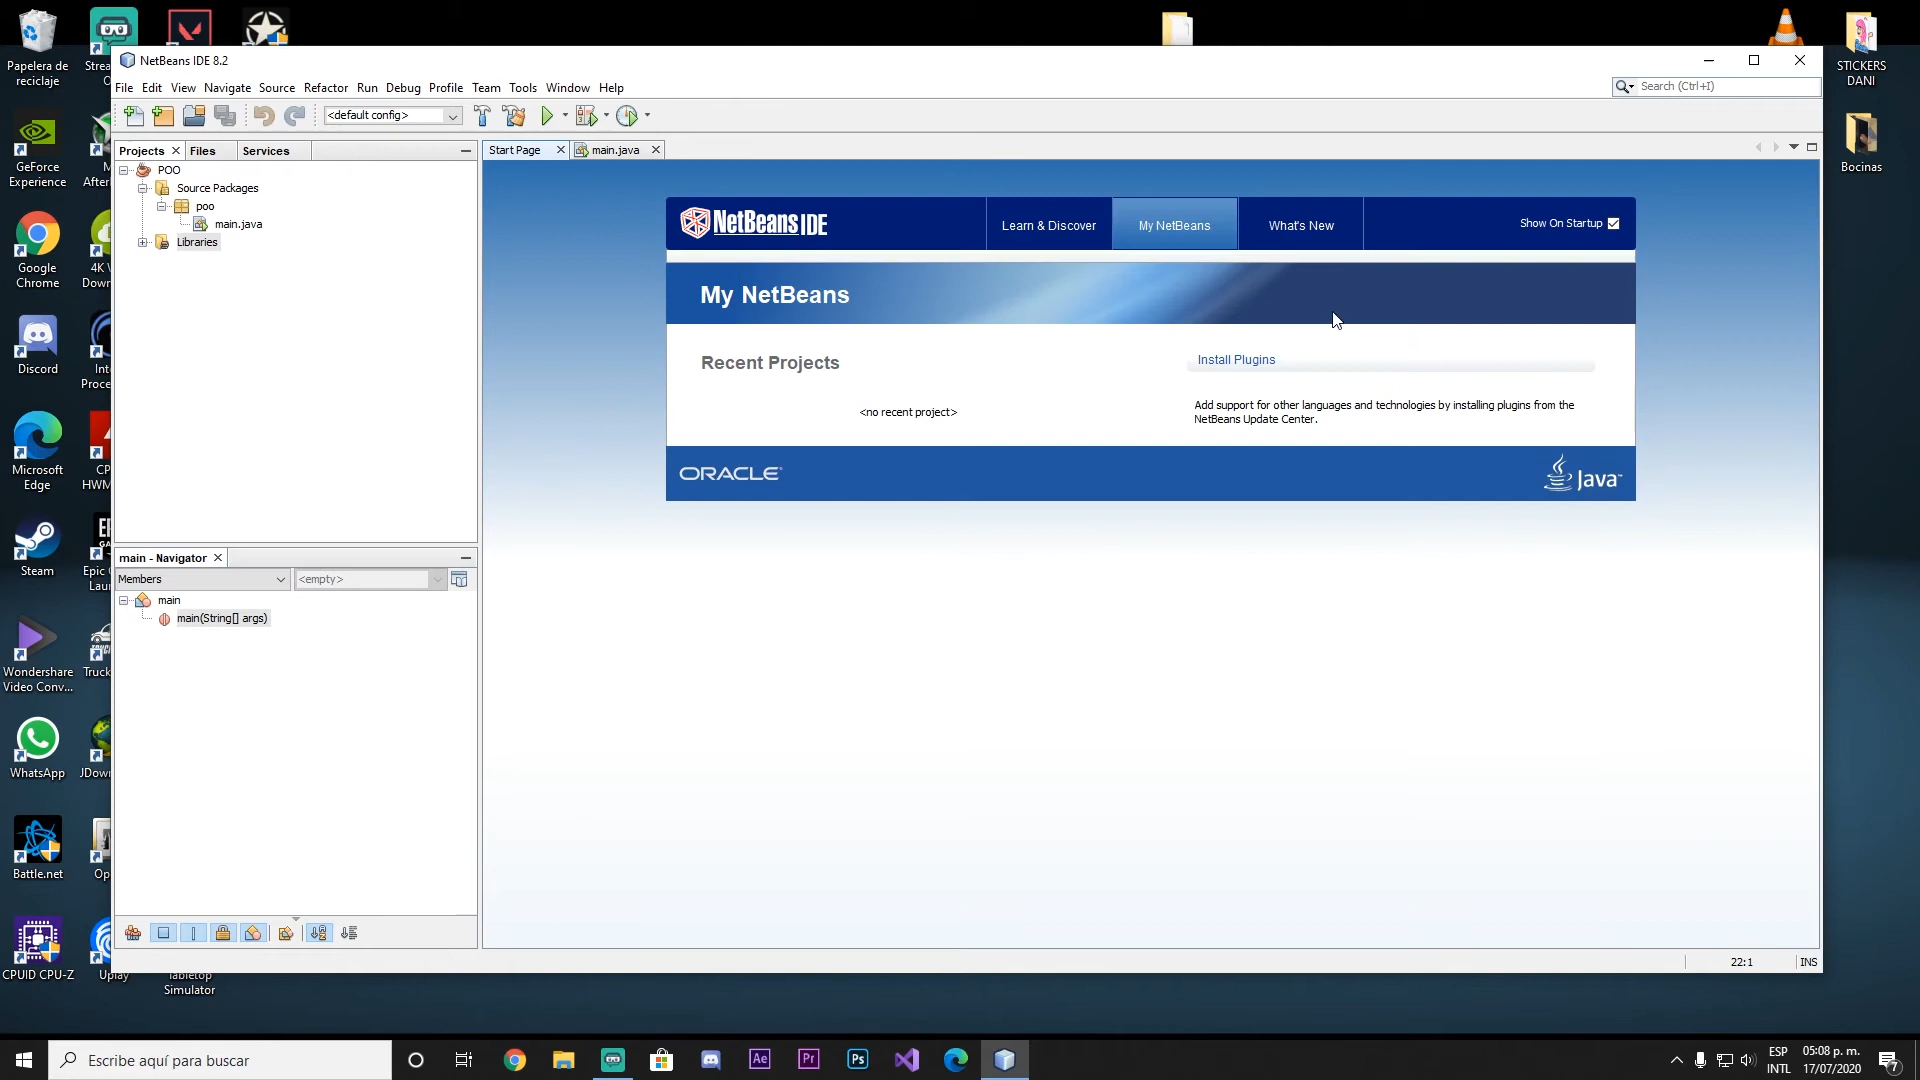 Papelera de
reciclaje
GeForce
Experience
Google
Chrome
4K
Discord
Microsoft
Edge
Steam
Wondershare
Video Conv...
WhatsApp
Battle.net
CPUID CPU-Z
Uplay
Tabletop
Simulator
NetBeans IDE 8.2
File Edit View Navigate Source Refactor Run Debug Profile Team Tools Window Help
Search (Ctrl+I)
<default config>
Projects Files Services
POO
Source Packages
poo
main.java
Libraries
Start Page main.java
NetBeans IDE
Learn & Discover My NetBeans What's New Show On Startup
My NetBeans
Recent Projects
<no recent project>
Install Plugins
Add support for other languages and technologies by installing plugins from the
NetBeans Update Center.
ORACLE
Java
main - Navigator
Members <empty>
main
main(String[] args)
22:1 INS
STICKERS
DANI
Bocinas
Escribe aquí para buscar
Ae Pr Ps
ESP
INTL
05:08 p. m.
17/07/2020
7